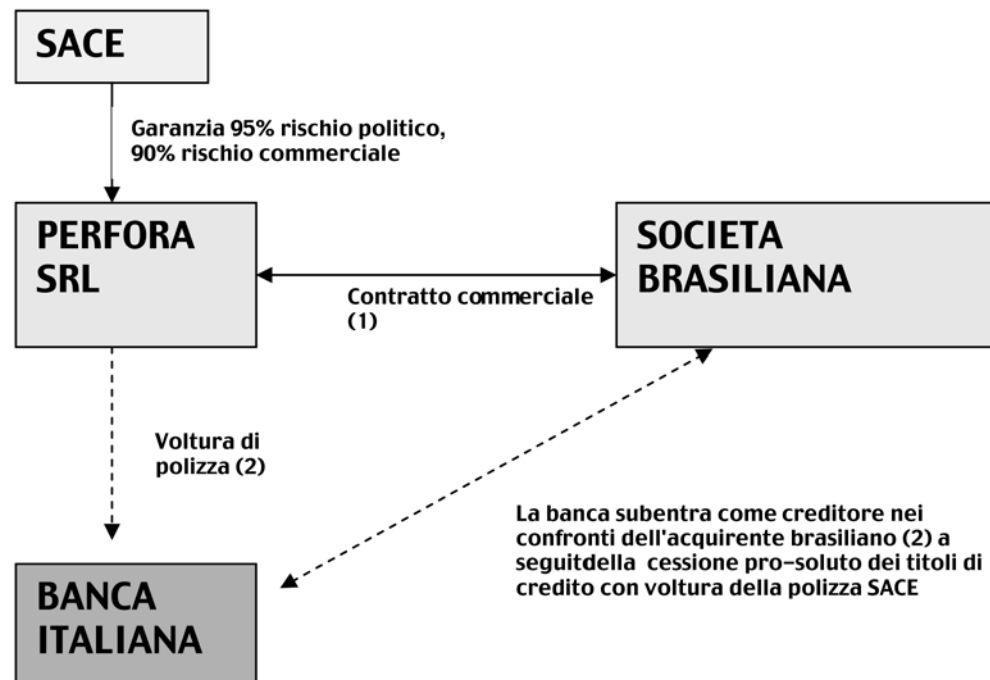 SACE
Garanzia 95% rischio politico,
90% rischio commerciale
PERFORA
SRL
SOCIETA
BRASILIANA
Contratto commerciale
(1)
Voltura di
polizza (2)
La banca subentra come creditore nei
confronti dell'acquirente brasiliano (2) a
seguitdella cessione pro-soluto dei titoli di
credito con voltura della polizza SACE
BANCA
ITALIANA